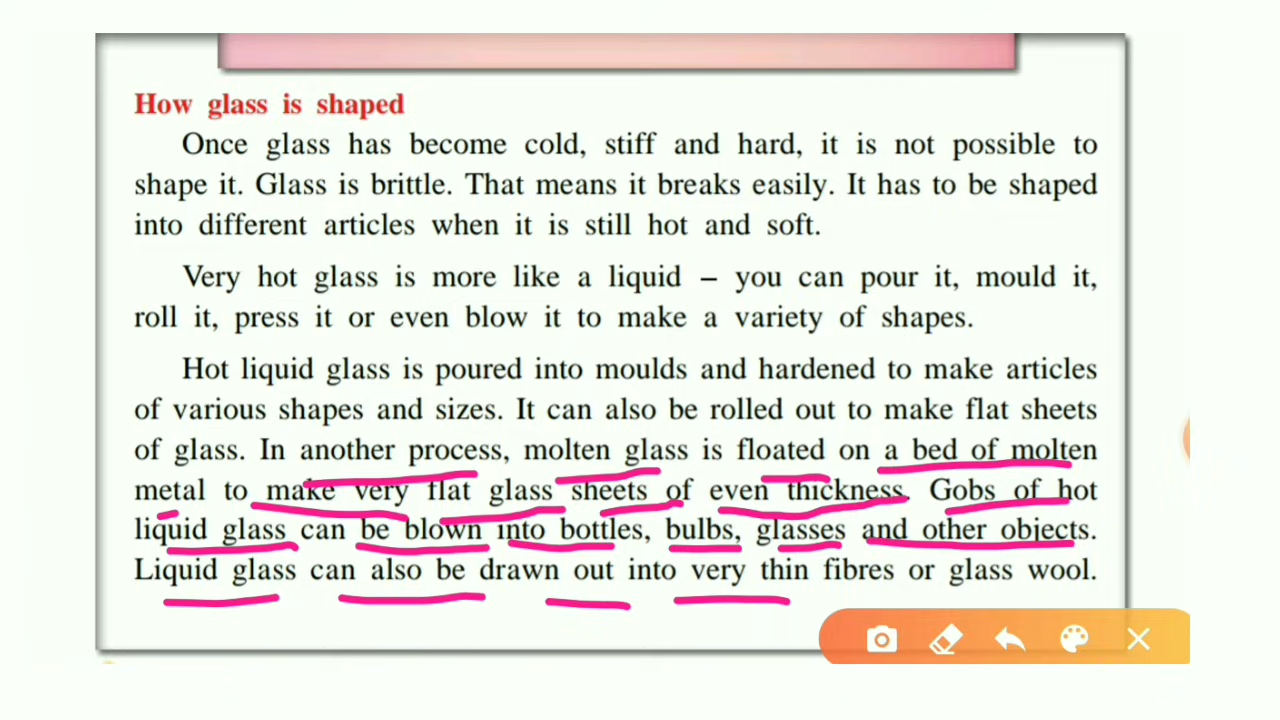 How glass is shaped
Once glass has become cold, stiff and hard, it is not possible to
shape it. Glass is brittle. That means it breaks easily. It has to be shaped
into different articles when it is still hot and soft.
Very hot glass is more like a liquid – you can pour it, mould it,
roll it, press it or even blow it to make a variety of shapes.
Hot liquid glass is poured into moulds and hardened to make articles
of various shapes and sizes. It can also be rolled out to make flat sheets
of glass. In another process, molten glass is floated on a bed of molten
metal to make very flat glass sheets of even thickness. Gobs of hot
liquid glass can be blown into bottles, bulbs, glasses and other objects.
Liquid glass can also be drawn out into very thin fibres or glass wool.